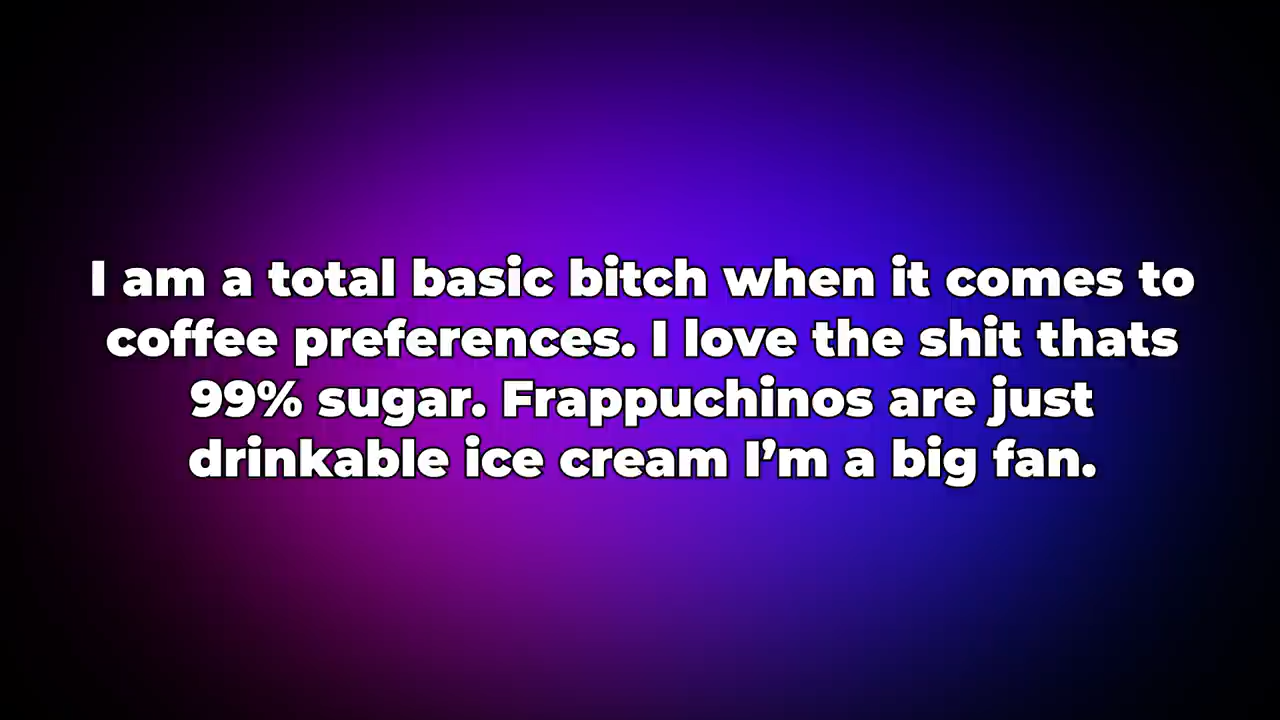 I am a total basic bitch when it comes to
coffee preferences. I love the shit thats
99% sugar. Frappuchinos are just
drinkable ice cream I’m a big fan.